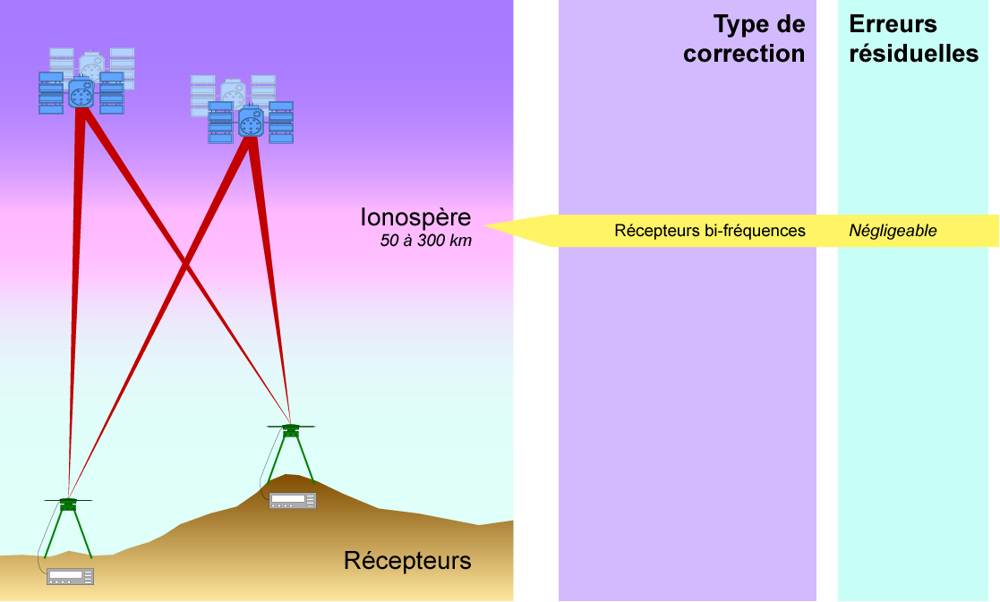 Type de
correction
Erreurs
résiduelles
Ionospère
50 à 300 km
Récepteurs bi-fréquences
Négligeable
Récepteurs